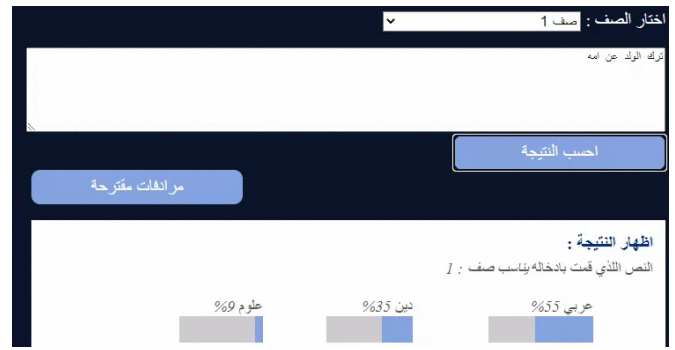 اختار الصف : صف 1
ترك الولد عن امه
احسب النتيجة
مرادفات مقترحة
اظهار النتيجة :
النص اللذي قمت بادخاله يناسب صف : 1
عربي 55% دين 35% علوم 9%